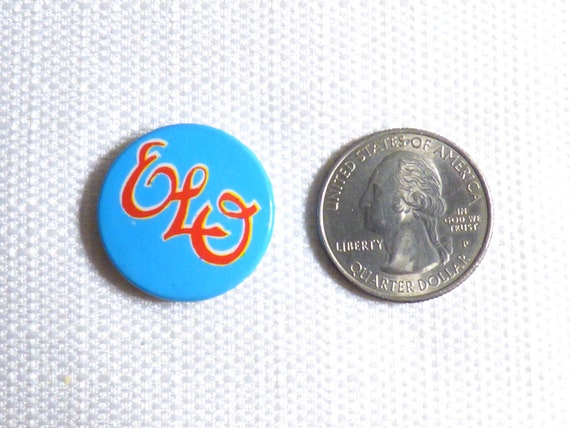 ELO
UNITED STATES OF AMERICA
LIBERTY
IN
GOD WE
TRUST
P
QUARTER DOLLAR